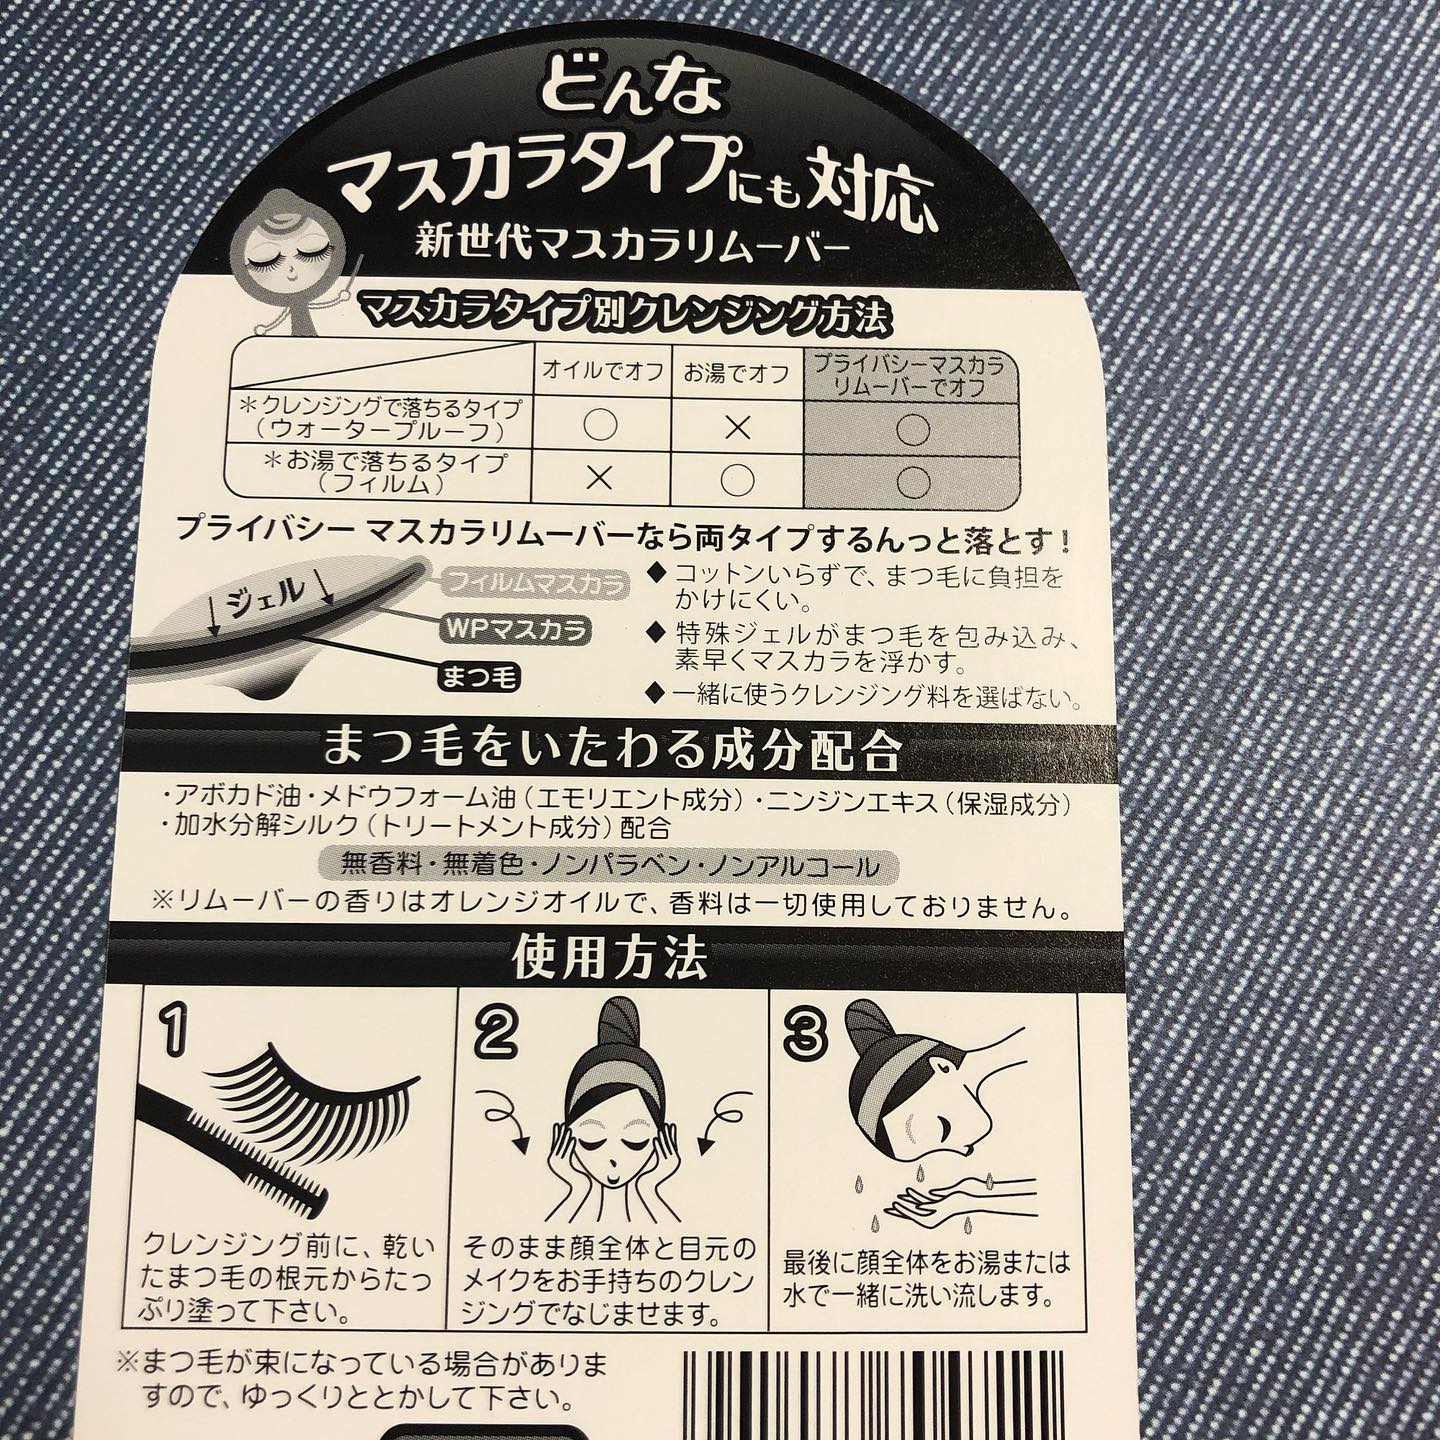 どんな
マスカラタイプにも対応
新世代マスカラリムーバー
マスカラタイプ別クレンジング方法
オイルでオフ お湯でオフ プライバシーマスカラ
リムーバーでオフ
＊クレンジングで落ちるタイプ
（ウォータープルーフ） ○ × ○
＊お湯で落ちるタイプ
（フィルム） × ○ ○
プライバシー マスカラリムーバーなら両タイプするんっと落とす！
ジェル
フィルムマスカラ
WPマスカラ
まつ毛
◆ コットンいらずで、まつ毛に負担を
かけにくい。
◆ 特殊ジェルがまつ毛を包み込み、
素早くマスカラを浮かす。
◆ 一緒に使うクレンジング料を選ばない。
まつ毛をいたわる成分配合
・アボカド油・メドウフォーム油（エモリエント成分）・ニンジンエキス（保湿成分）
・加水分解シルク（トリートメント成分）配合
無香料・無着色・ノンパラベン・ノンアルコール
※リムーバーの香りはオレンジオイルで、香料は一切使用しておりません。
使用方法
1
クレンジング前に、乾い
たまつ毛の根元からたっ
ぷり塗って下さい。
2
そのまま顔全体と目元の
メイクをお手持ちのクレン
ジングでなじませます。
3
最後に顔全体をお湯または
水で一緒に洗い流します。
※まつ毛が束になっている場合がありま
すので、ゆっくりととかして下さい。